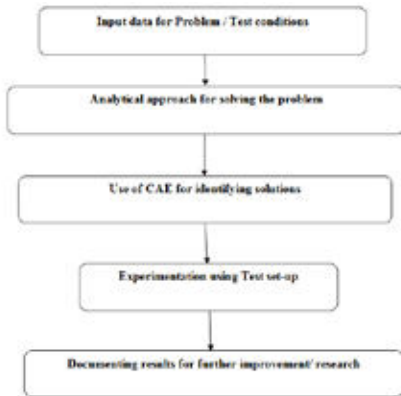 Input data for Problem / Test conditions
Analytical approach for solving the problem
Use of CAE for identifying solutions
Experimentation using Test set-up
Documenting results for further improvement/ research